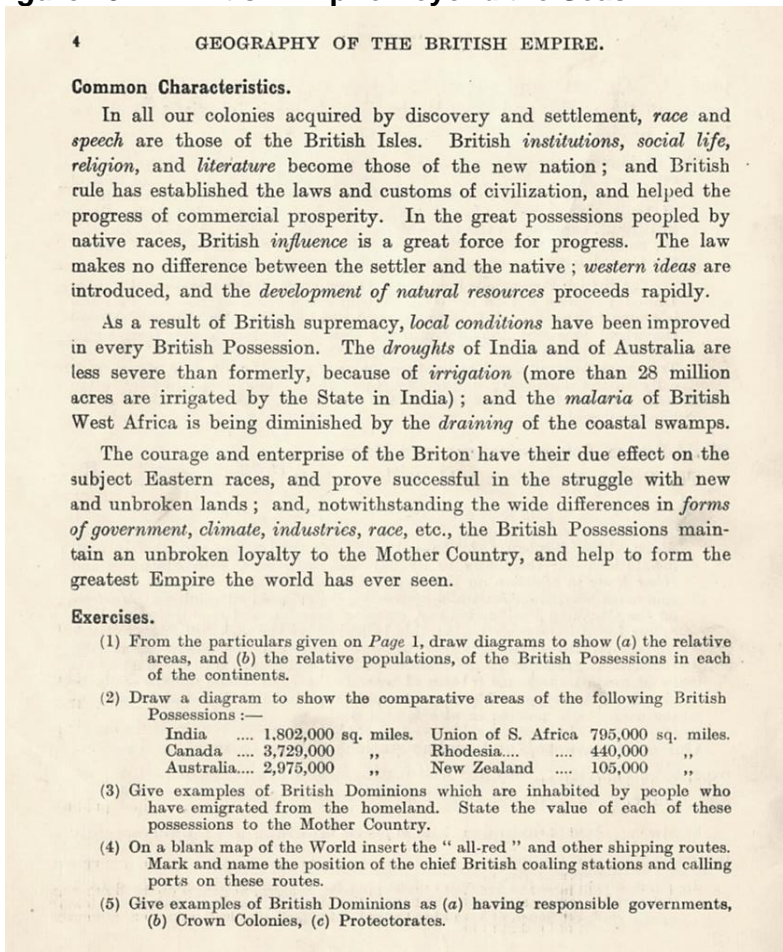 4 GEOGRAPHY OF THE BRITISH EMPIRE.
Common Characteristics.
In all our colonies acquired by discovery and settlement, race and
speech are those of the British Isles. British institutions, social life,
religion, and literature become those of the new nation; and British
rule has established the laws and customs of civilization, and helped the
progress of commercial prosperity. In the great possessions peopled by
native races, British influence is a great force for progress. The law
makes no difference between the settler and the native; western ideas are
introduced, and the development of natural resources proceeds rapidly.
As a result of British supremacy, local conditions have been improved
in every British Possession. The droughts of India and of Australia are
less severe than formerly, because of irrigation (more than 28 million
acres are irrigated by the State in India); and the malaria of British
West Africa is being diminished by the draining of the coastal swamps.
The courage and enterprise of the Briton have their due effect on the
subject Eastern races, and prove successful in the struggle with new
and unbroken lands; and, notwithstanding the wide differences in forms
of government, climate, industries, race, etc., the British Possessions main-
tain an unbroken loyalty to the Mother Country, and help to form the
greatest Empire the world has ever seen.
Exercises.
(1) From the particulars given on Page 1, draw diagrams to show (a) the relative
areas, and (b) the relative populations, of the British Possessions in each
of the continents.
(2) Draw a diagram to show the comparative areas of the following British
Possessions :—
India .... 1,802,000 sq. miles. Union of S. Africa 795,000 sq. miles.
Canada .... 3,729,000 ,, Rhodesia.... .... 440,000 ,,
Australia.... 2,975,000 ,, New Zealand .... 105,000 ,,
(3) Give examples of British Dominions which are inhabited by people who
have emigrated from the homeland. State the value of each of these
possessions to the Mother Country.
(4) On a blank map of the World insert the " all-red " and other shipping routes.
Mark and name the position of the chief British coaling stations and calling
ports on these routes.
(5) Give examples of British Dominions as (a) having responsible governments,
(b) Crown Colonies, (c) Protectorates.